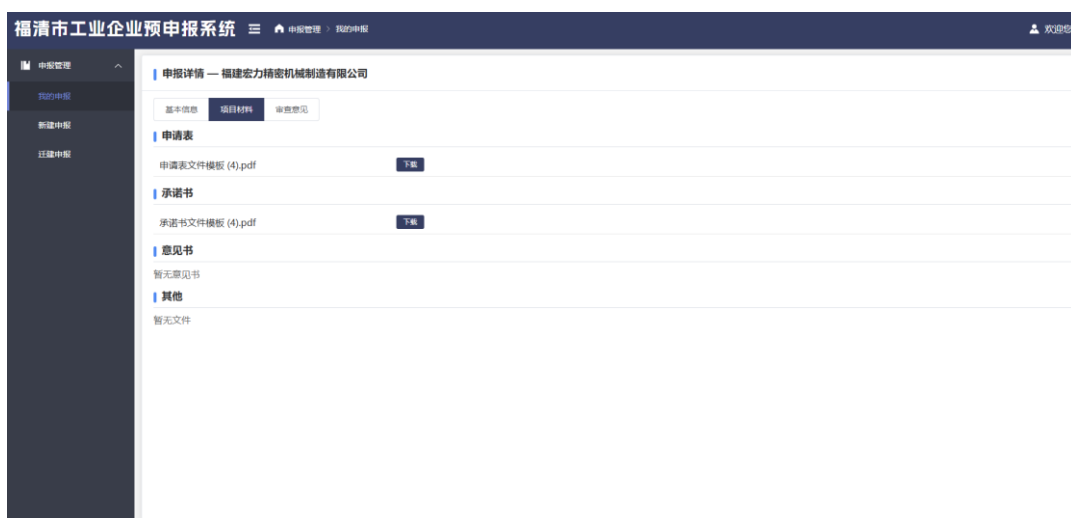 福清市工业企业预申报系统 申报管理 > 我的申报 欢迎您
申报管理
我的申报
新建申报
迁建申报
申报详情 — 福建宏力精密机械制造有限公司
基本信息 项目材料 审查意见
申请表
申请表文件模板 (4).pdf 下载
承诺书
承诺书文件模板 (4).pdf 下载
意见书
暂无意见书
其他
暂无文件